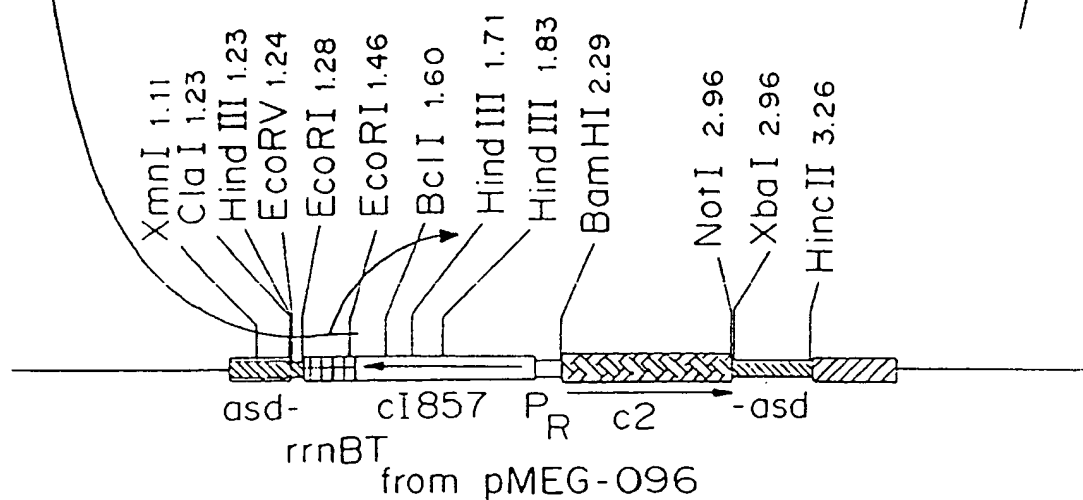 XmnI 1.11
ClaI 1.23
HindIII 1.23
EcoRV 1.24
EcoRI 1.28
EcoRI 1.46
BclI 1.60
HindIII 1.71
HindIII 1.83
BamHI 2.29
NotI 2.96
XbaI 2.96
HincII 3.26
asd-
rrnBT
cI857
PR
c2
-asd
from pMEG-096